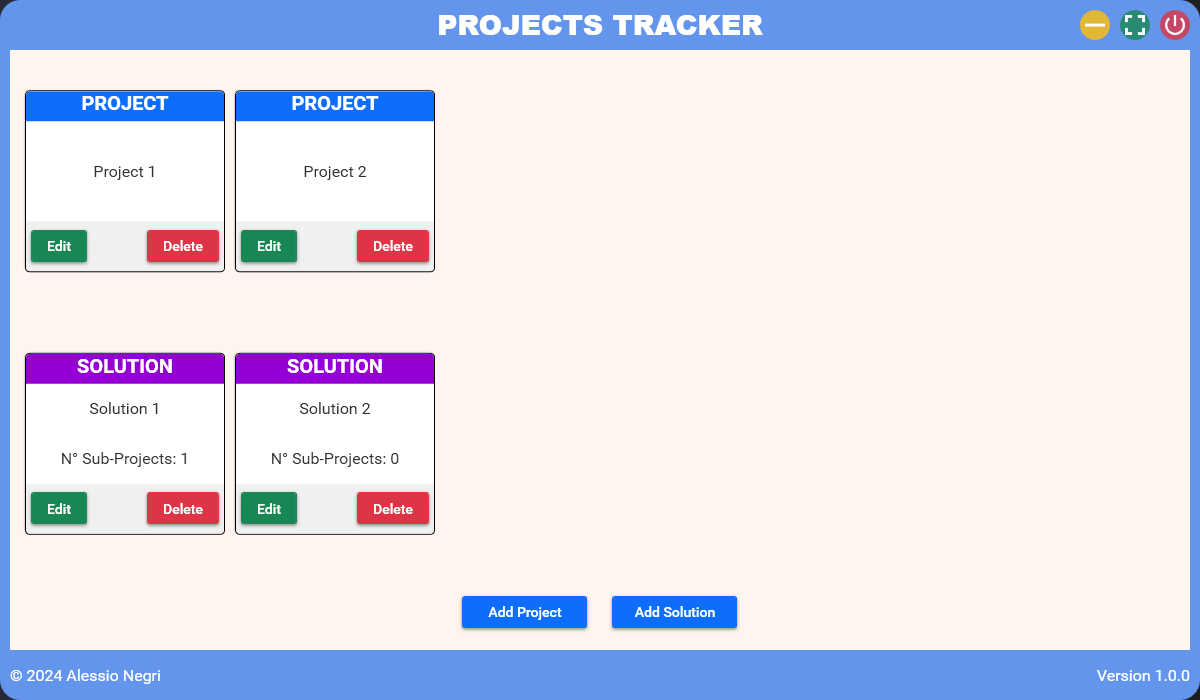 PROJECTS TRACKER
PROJECT
PROJECT
Project 1
Project 2
Edit
Delete
Edit
Delete
SOLUTION
SOLUTION
Solution 1
Solution 2
N° Sub-Projects: 1
N° Sub-Projects: 0
Edit
Delete
Edit
Delete
Add Project
Add Solution
© 2024 Alessio Negri
Version 1.0.0